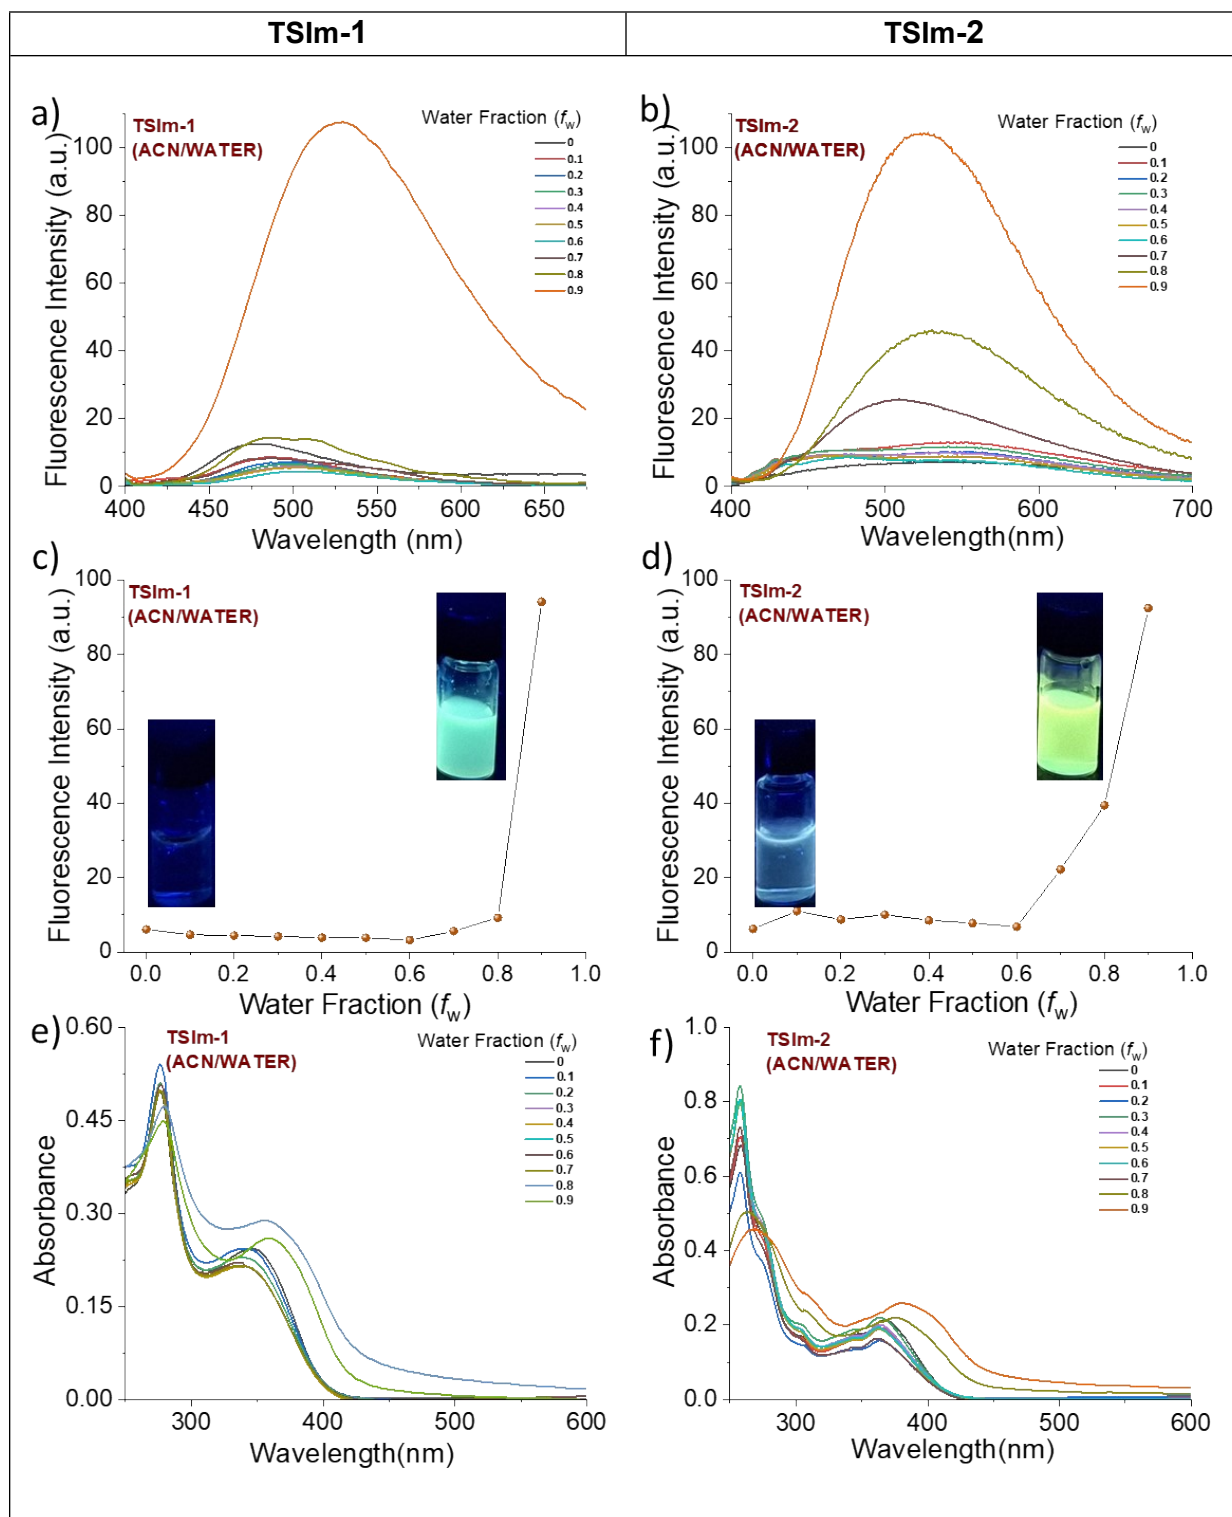 TSIm-1
TSIm-2
a)
TSIm-1
(ACN/WATER)
Water Fraction (fw)
0
0.1
0.2
0.3
0.4
0.5
0.6
0.7
0.8
0.9
Fluorescence Intensity (a.u.)
100
80
60
40
20
0
400 450 500 550 600 650
Wavelength (nm)
b)
TSIm-2
(ACN/WATER)
Water Fraction (fw)
0
0.1
0.2
0.3
0.4
0.5
0.6
0.7
0.8
0.9
Fluorescence Intensity (a.u.)
100
80
60
40
20
0
400 500 600 700
Wavelength(nm)
c)
TSIm-1
(ACN/WATER)
Fluorescence Intensity (a.u.)
100
80
60
40
20
0
0.0 0.2 0.4 0.6 0.8 1.0
Water Fraction (fw)
d)
TSIm-2
(ACN/WATER)
Fluorescence Intensity (a.u.)
100
80
60
40
20
0
0.0 0.2 0.4 0.6 0.8 1.0
Water Fraction (fw)
e)
TSIm-1
(ACN/WATER)
Water Fraction (fw)
0
0.1
0.2
0.3
0.4
0.5
0.6
0.7
0.8
0.9
Absorbance
0.60
0.45
0.30
0.15
0.00
300 400 500 600
Wavelength(nm)
f)
TSIm-2
(ACN/WATER)
Water Fraction (fw)
0
0.1
0.2
0.3
0.4
0.5
0.6
0.7
0.8
0.9
Absorbance
1.0
0.8
0.6
0.4
0.2
0.0
300 400 500 600
Wavelength(nm)